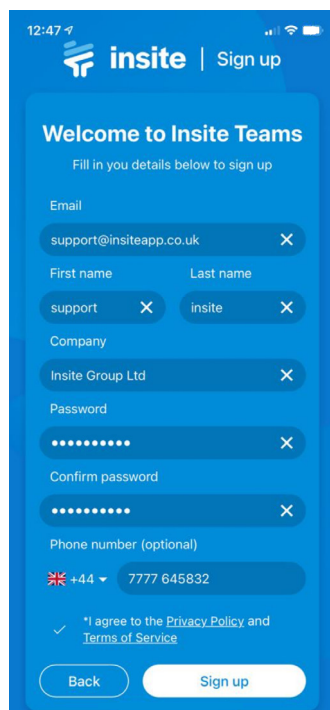 12:47
insite | Sign up
Welcome to Insite Teams
Fill in you details below to sign up
Email
support@insiteapp.co.uk
First name Last name
support insite
Company
Insite Group Ltd
Password
••••••••••
Confirm password
••••••••••
Phone number (optional)
+44 7777 645832
*I agree to the Privacy Policy and
Terms of Service
Back Sign up